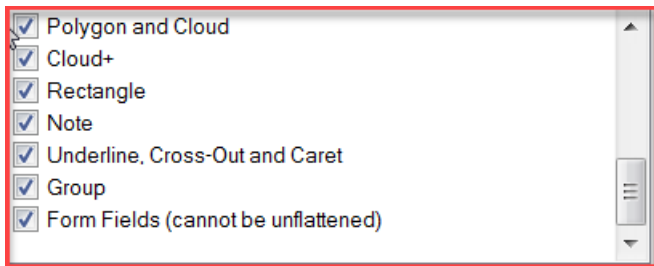 Polygon and Cloud
Cloud+
Rectangle
Note
Underline, Cross-Out and Caret
Group
Form Fields (cannot be unflattened)